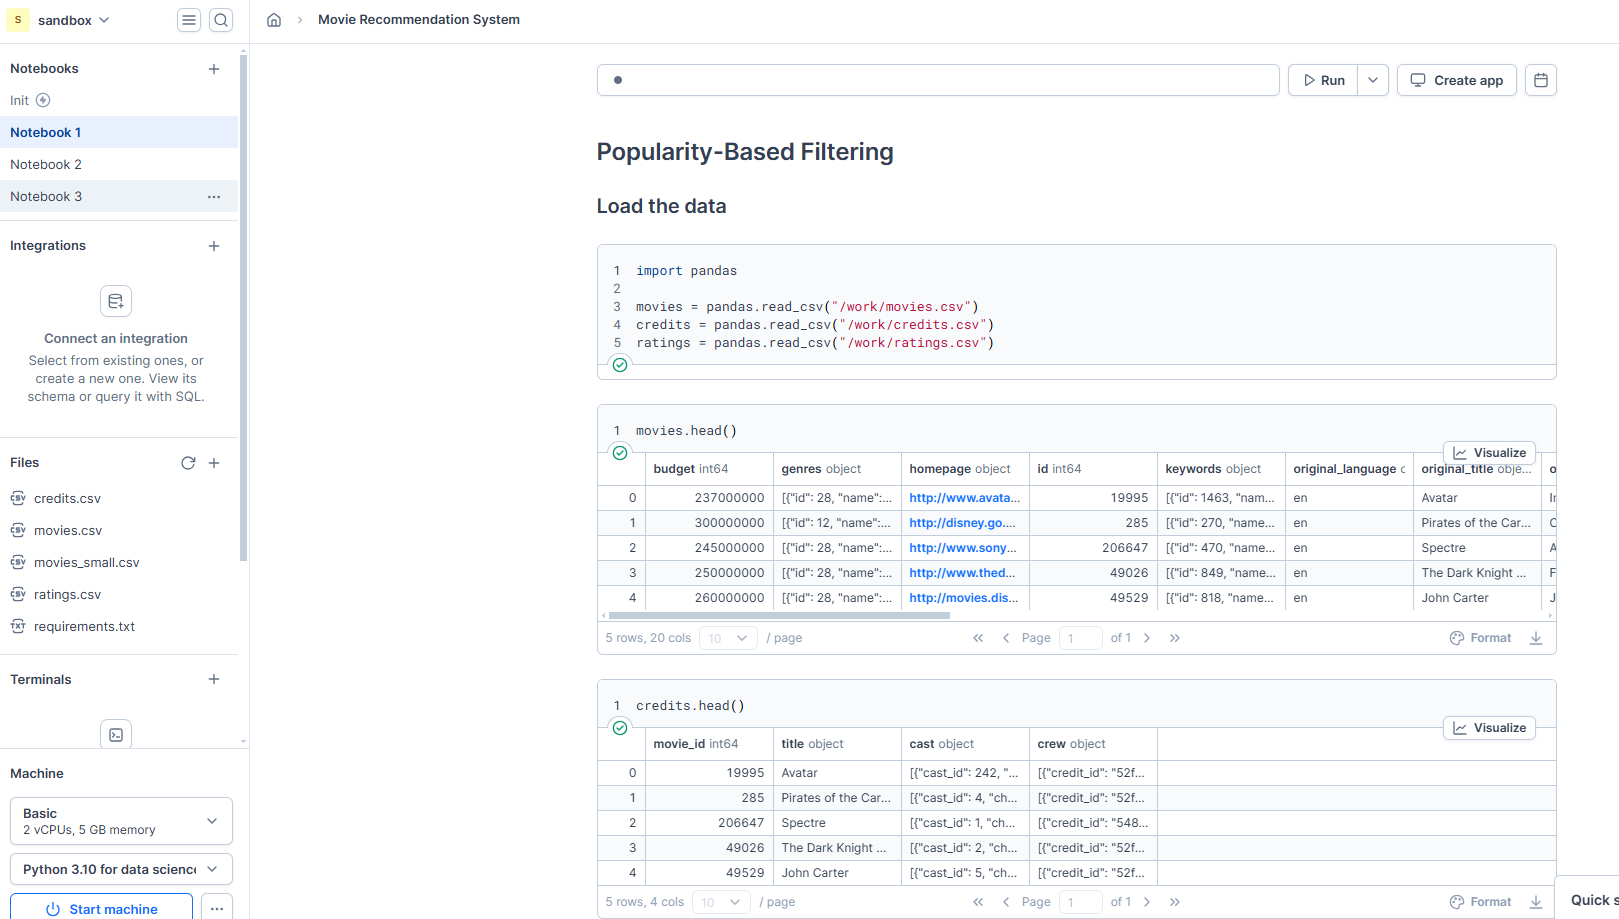 S sandbox
Movie Recommendation System
Notebooks
Init
Notebook 1
Notebook 2
Notebook 3
Integrations
Connect an integration
Select from existing ones, or
create a new one. View its
schema or query it with SQL.
Files
credits.csv
movies.csv
movies_small.csv
ratings.csv
requirements.txt
Terminals
Machine
Basic
2 vCPUs, 5 GB memory
Python 3.10 for data science
Start machine
Run
Create app
Popularity-Based Filtering
Load the data
1 import pandas
2
3 movies = pandas.read_csv("/work/movies.csv")
4 credits = pandas.read_csv("/work/credits.csv")
5 ratings = pandas.read_csv("/work/ratings.csv")
1 movies.head()
Visualize
budget int64 genres object homepage object id int64 keywords object original_language o original_title obje... o
0 237000000 [{"id": 28, "name":... http://www.avata... 19995 [{"id": 1463, "nam... en Avatar In
1 300000000 [{"id": 12, "name":... http://disney.go.... 285 [{"id": 270, "name... en Pirates of the Car... C
2 245000000 [{"id": 28, "name":... http://www.sony... 206647 [{"id": 470, "name... en Spectre A
3 250000000 [{"id": 28, "name":... http://www.thed... 49026 [{"id": 849, "name... en The Dark Knight ... F
4 260000000 [{"id": 28, "name":... http://movies.dis... 49529 [{"id": 818, "name... en John Carter J
5 rows, 20 cols 10 / page Page 1 of 1 Format
1 credits.head()
Visualize
movie_id int64 title object cast object crew object
0 19995 Avatar [{"cast_id": 242, "... [{"credit_id": "52f...
1 285 Pirates of the Car... [{"cast_id": 4, "ch... [{"credit_id": "52f...
2 206647 Spectre [{"cast_id": 1, "ch... [{"credit_id": "548...
3 49026 The Dark Knight ... [{"cast_id": 2, "ch... [{"credit_id": "52f...
4 49529 John Carter [{"cast_id": 5, "ch... [{"credit_id": "52f...
5 rows, 4 cols 10 / page Page 1 of 1 Format
Quick s